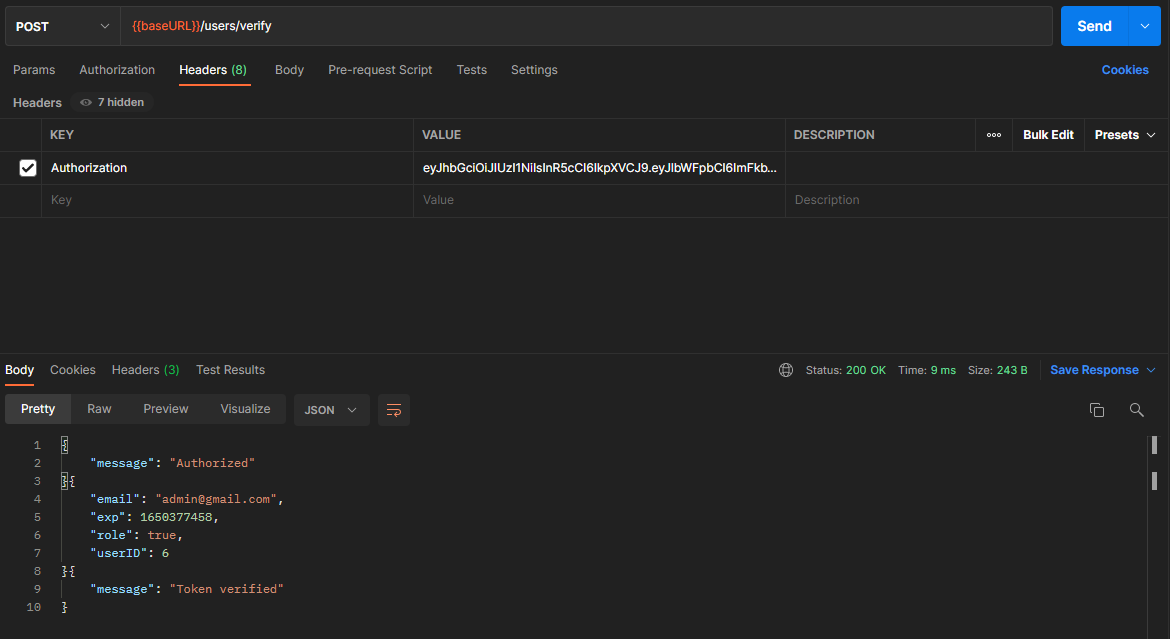 POST {{baseURL}}/users/verify Send
Params Authorization Headers (8) Body Pre-request Script Tests Settings Cookies
Headers 7 hidden
KEY VALUE DESCRIPTION Bulk Edit Presets
Authorization eyJhbGciOiJIUzI1NiIsInR5cCI6IkpXVCJ9.eyJlbWFpbCI6ImFkb...
Key Value Description
Body Cookies Headers (3) Test Results Status: 200 OK Time: 9 ms Size: 243 B Save Response
Pretty Raw Preview Visualize JSON
1 {
2 "message": "Authorized"
3 }{
4 "email": "admin@gmail.com",
5 "exp": 1650377458,
6 "role": true,
7 "userID": 6
8 }{
9 "message": "Token verified"
10 }